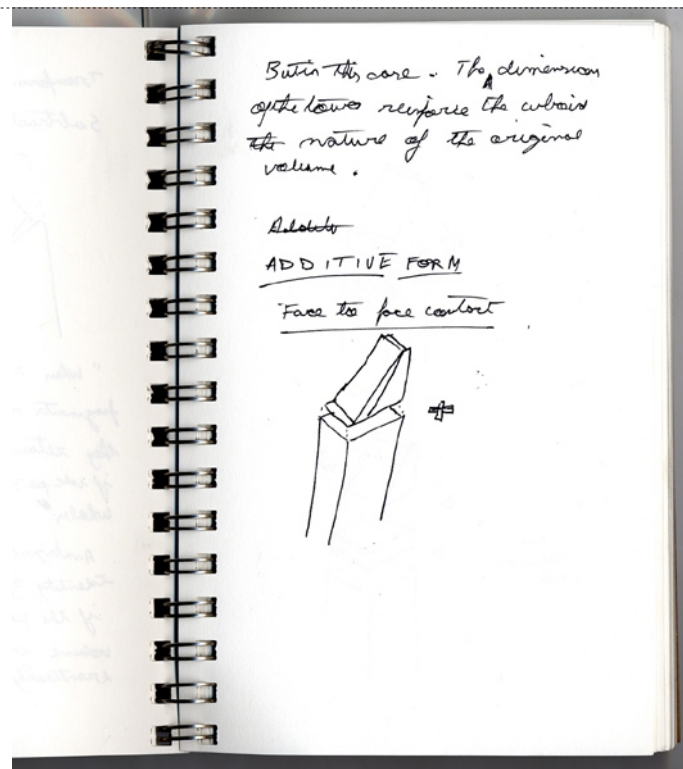 But in this case. The dimension
of the tower reinforce the cuboid
the nature of the original
volume.
ADDITIVE FORM
Face to face contact